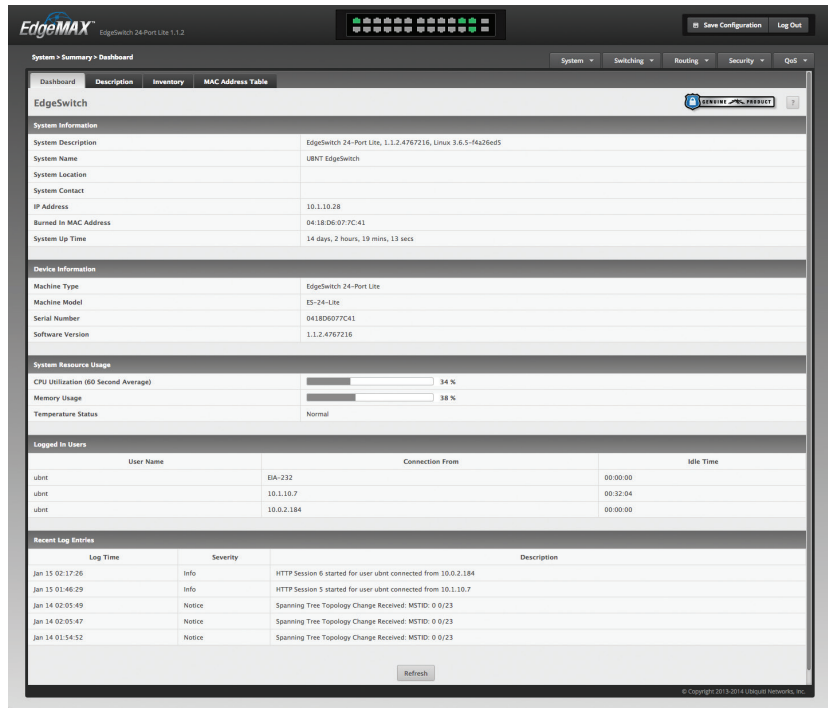 EdgeMAX EdgeSwitch 24-Port Lite 1.1.2
Save Configuration Log Out
System > Summary > Dashboard
System Switching Routing Security QoS
Dashboard Description Inventory MAC Address Table
EdgeSwitch
GENUINE PRODUCT ?
System Information
System Description EdgeSwitch 24-Port Lite, 1.1.2.4767216, Linux 3.6.5-f4a26ed5
System Name UBNT EdgeSwitch
System Location
System Contact
IP Address 10.1.10.28
Burned In MAC Address 04:18:D6:07:7C:41
System Up Time 14 days, 2 hours, 19 mins, 13 secs
Device Information
Machine Type EdgeSwitch 24-Port Lite
Machine Model ES-24-Lite
Serial Number 0418D6077C41
Software Version 1.1.2.4767216
System Resource Usage
CPU Utilization (60 Second Average) 34 %
Memory Usage 38 %
Temperature Status Normal
Logged In Users
User Name Connection From Idle Time
ubnt EIA-232 00:00:00
ubnt 10.1.10.7 00:32:04
ubnt 10.0.2.184 00:00:00
Recent Log Entries
Log Time Severity Description
Jan 15 02:17:26 Info HTTP Session 6 started for user ubnt connected from 10.0.2.184
Jan 15 01:46:29 Info HTTP Session 5 started for user ubnt connected from 10.1.10.7
Jan 14 02:05:49 Notice Spanning Tree Topology Change Received: MSTID: 0 0/23
Jan 14 02:05:47 Notice Spanning Tree Topology Change Received: MSTID: 0 0/23
Jan 14 01:54:52 Notice Spanning Tree Topology Change Received: MSTID: 0 0/23
Refresh
© Copyright 2013-2014 Ubiquiti Networks, Inc.